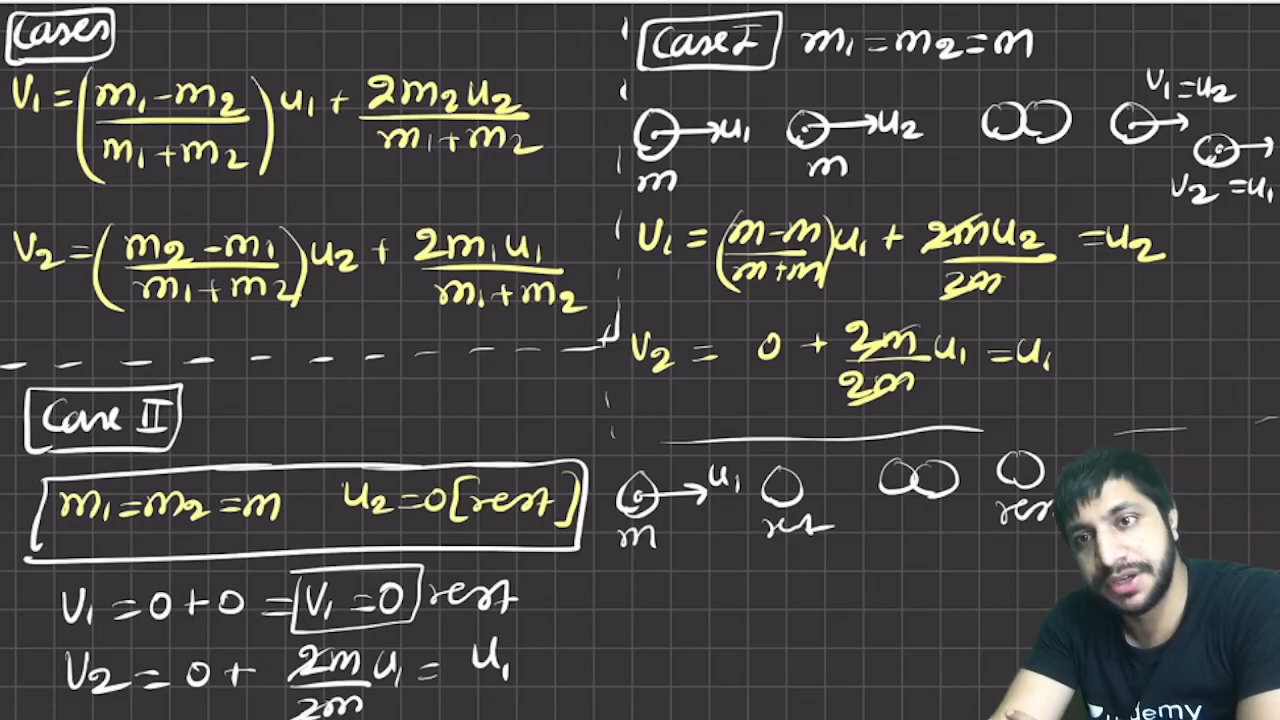 Cases
V₁ = ((m₁ - m₂)/(m₁ + m₂)) u₁ + 2m₂u₂/(m₁ + m₂)
V₂ = ((m₂ - m₁)/(m₁ + m₂)) u₂ + 2m₁u₁/(m₁ + m₂)
Case I m₁ = m₂ = m
u₁ u₂ V₁ = u₂
m m V₂ = u₁
V₁ = ((m - m)/(m + m)) u₁ + 2mu₂/2m = u₂
V₂ = 0 + (2m/2m) u₁ = u₁
Case II
m₁ = m₂ = m u₂ = 0 [rest]
V₁ = 0 + 0 = V₁ = 0 rest
V₂ = 0 + (2m/2m) u₁ = u₁
u₁
m rest